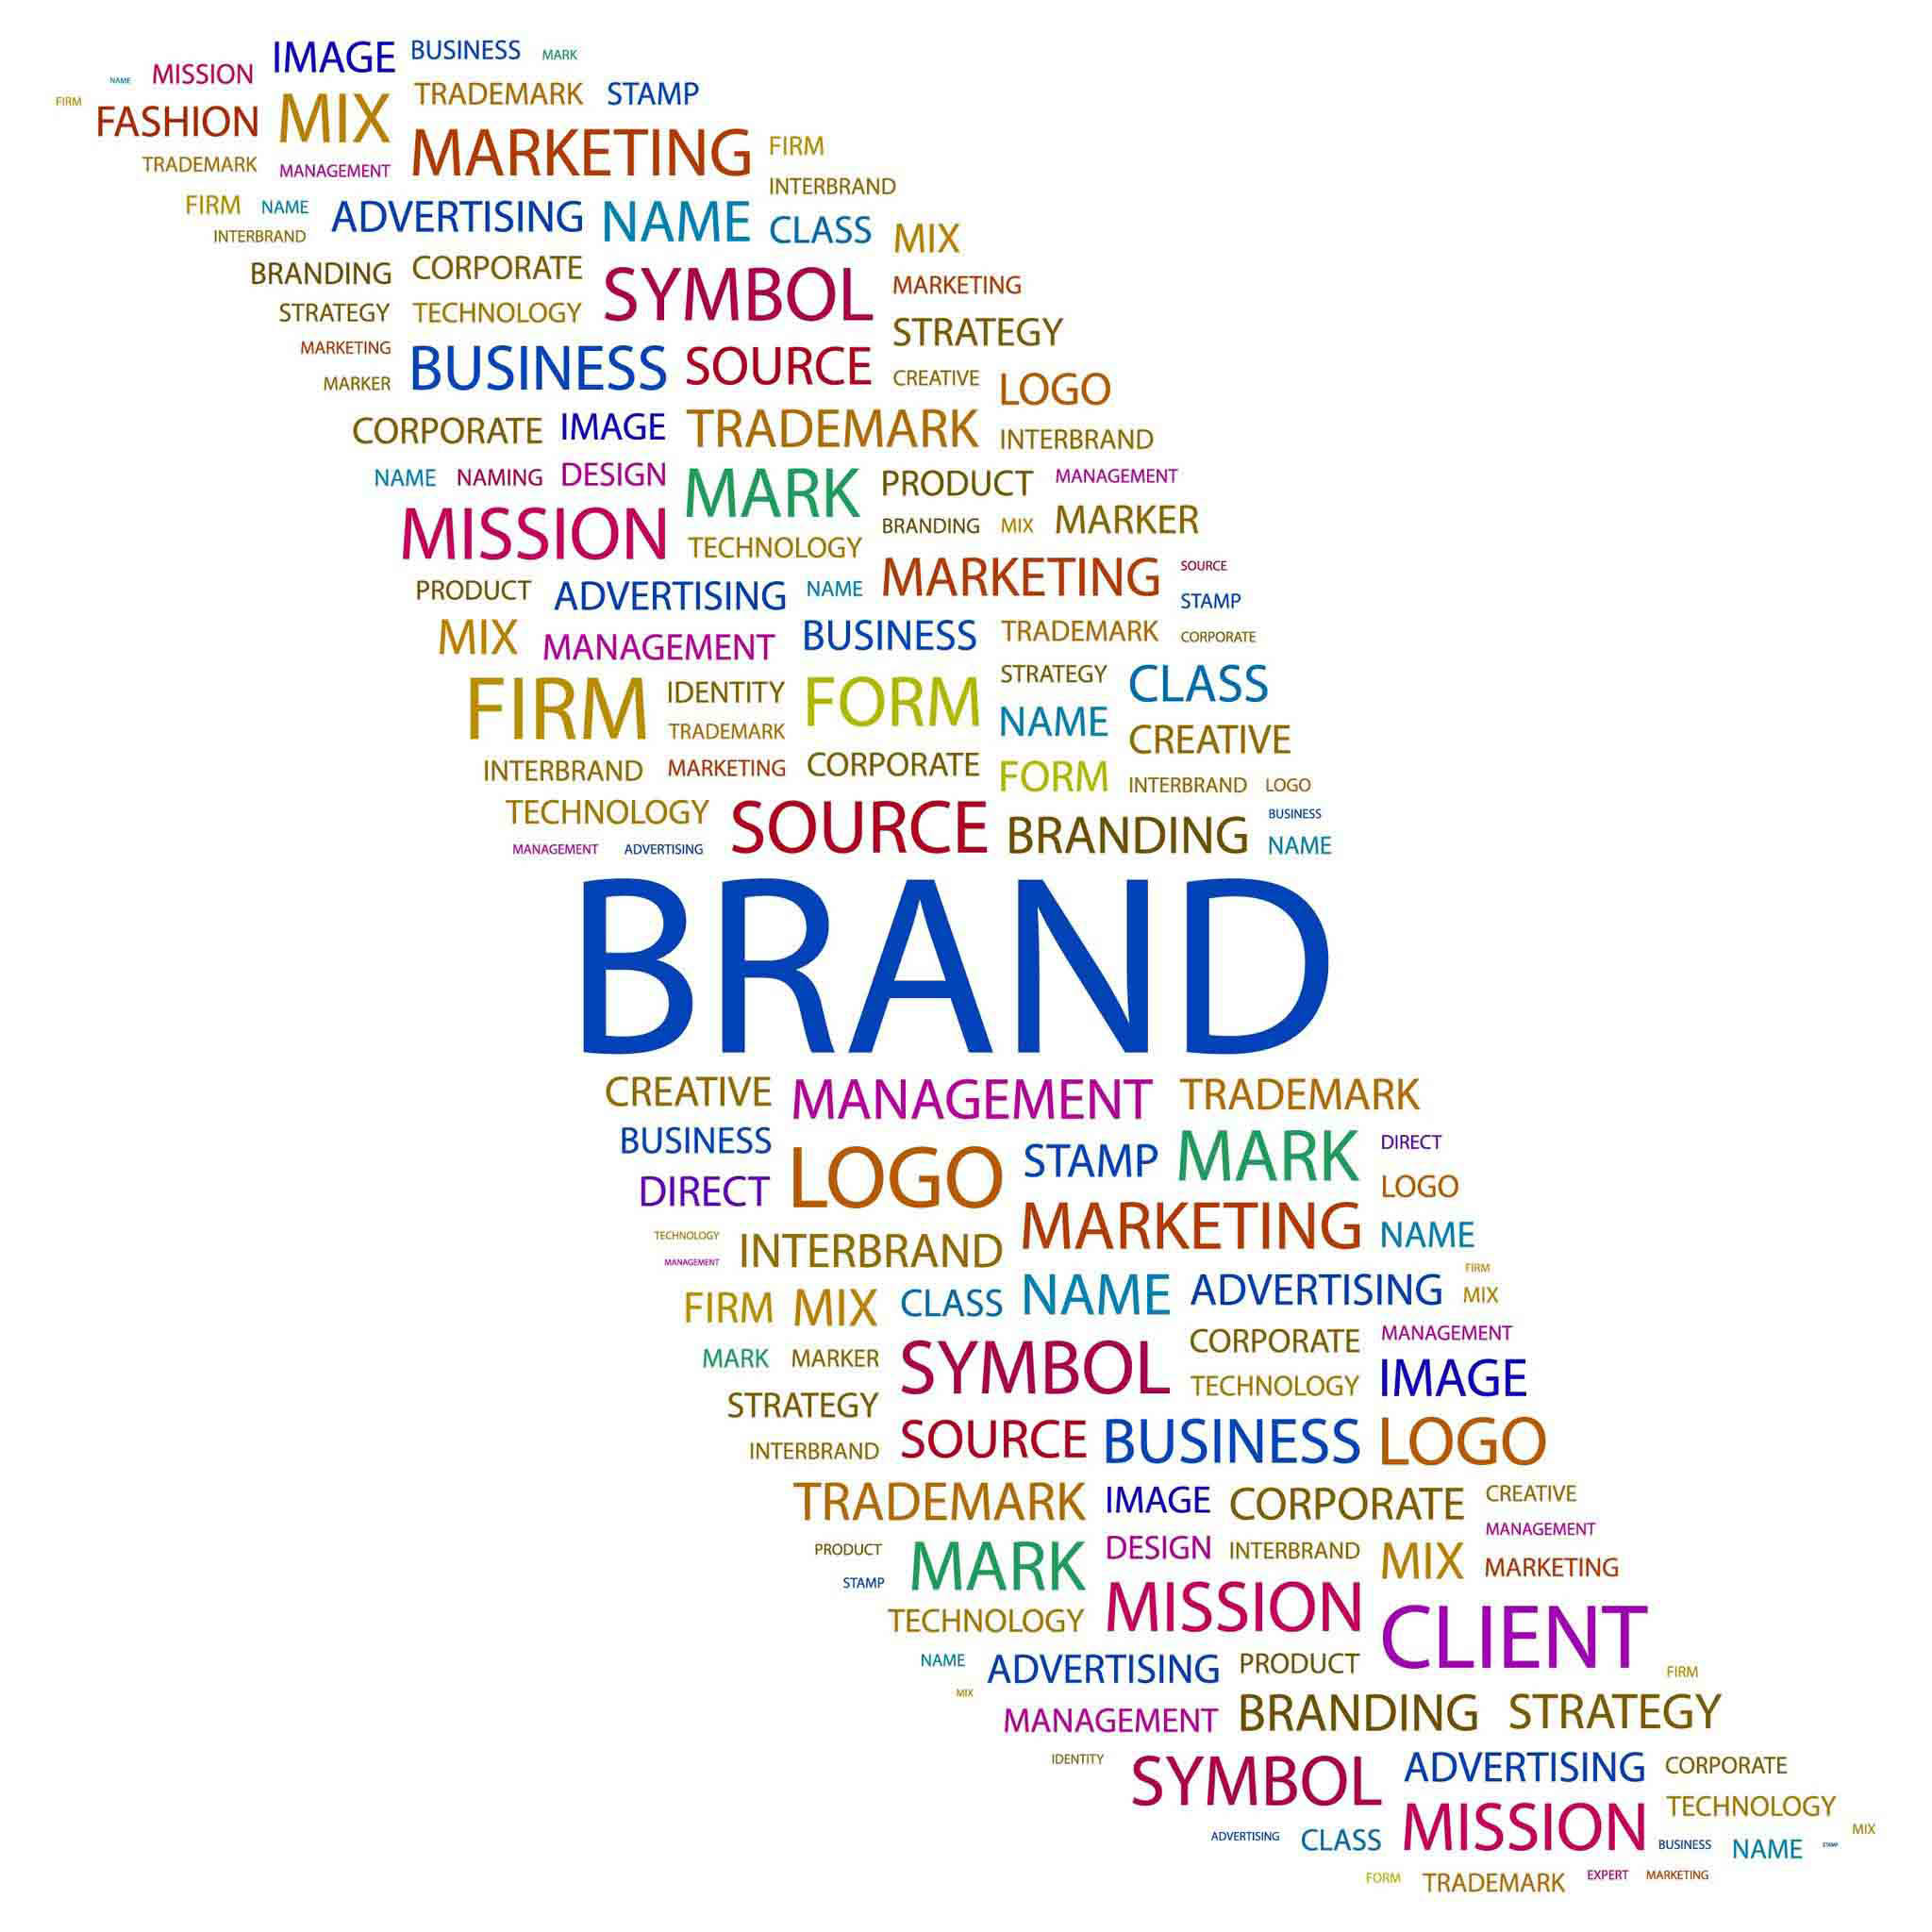 IMAGE BUSINESS MARK
NAME MISSION
FIRM FASHION MIX TRADEMARK STAMP
TRADEMARK MANAGEMENT MARKETING FIRM
INTERBRAND
FIRM NAME ADVERTISING NAME CLASS MIX
INTERBRAND
BRANDING CORPORATE SYMBOL MARKETING
STRATEGY TECHNOLOGY STRATEGY
MARKETING BUSINESS SOURCE CREATIVE LOGO
MARKER
CORPORATE IMAGE TRADEMARK INTERBRAND
NAME NAMING DESIGN MARK PRODUCT MANAGEMENT
MISSION TECHNOLOGY BRANDING MIX MARKER
PRODUCT ADVERTISING NAME MARKETING SOURCE
STAMP
MIX MANAGEMENT BUSINESS TRADEMARK CORPORATE
FIRM IDENTITY FORM STRATEGY CLASS
TRADEMARK NAME CREATIVE
INTERBRAND MARKETING CORPORATE FORM INTERBRAND LOGO
TECHNOLOGY SOURCE BRANDING BUSINESS
MANAGEMENT ADVERTISING NAME
BRAND
CREATIVE MANAGEMENT TRADEMARK
BUSINESS LOGO STAMP MARK DIRECT
DIRECT LOGO
TECHNOLOGY INTERBRAND MARKETING NAME
MANAGEMENT FIRM
FIRM MIX CLASS NAME ADVERTISING MIX
MARK MARKER SYMBOL CORPORATE MANAGEMENT
STRATEGY TECHNOLOGY IMAGE
INTERBRAND SOURCE BUSINESS LOGO
TRADEMARK IMAGE CORPORATE CREATIVE
MANAGEMENT
PRODUCT MARK DESIGN INTERBRAND MIX MARKETING
STAMP
TECHNOLOGY MISSION CLIENT
NAME ADVERTISING PRODUCT FIRM
MIX
MANAGEMENT BRANDING STRATEGY
IDENTITY SYMBOL ADVERTISING CORPORATE
TECHNOLOGY
ADVERTISING CLASS MISSION BUSINESS NAME STAMP MIX
FORM TRADEMARK EXPERT MARKETING